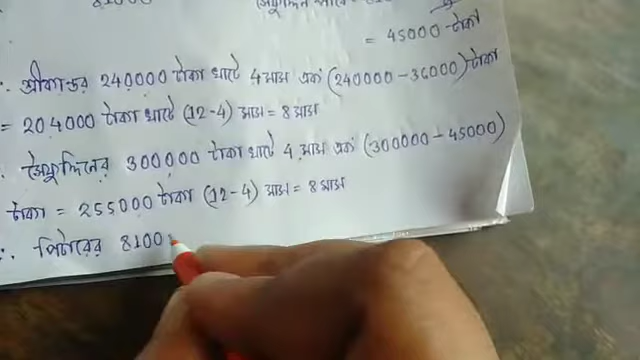 81000
= 45000 টাকা
∴ শ্রীকান্তর 240000 টাকা খাটে 4 মাস এবং (240000-36000) টাকা
= 204000 টাকা খাটে (12-4) মাস = 8 মাস
∴ সৈফুদ্দিনের 300000 টাকা খাটে 4 মাস এবং (300000-45000)
টাকা = 255000 টাকা (12-4) মাস = 8 মাস
∴ পিটারের 8100